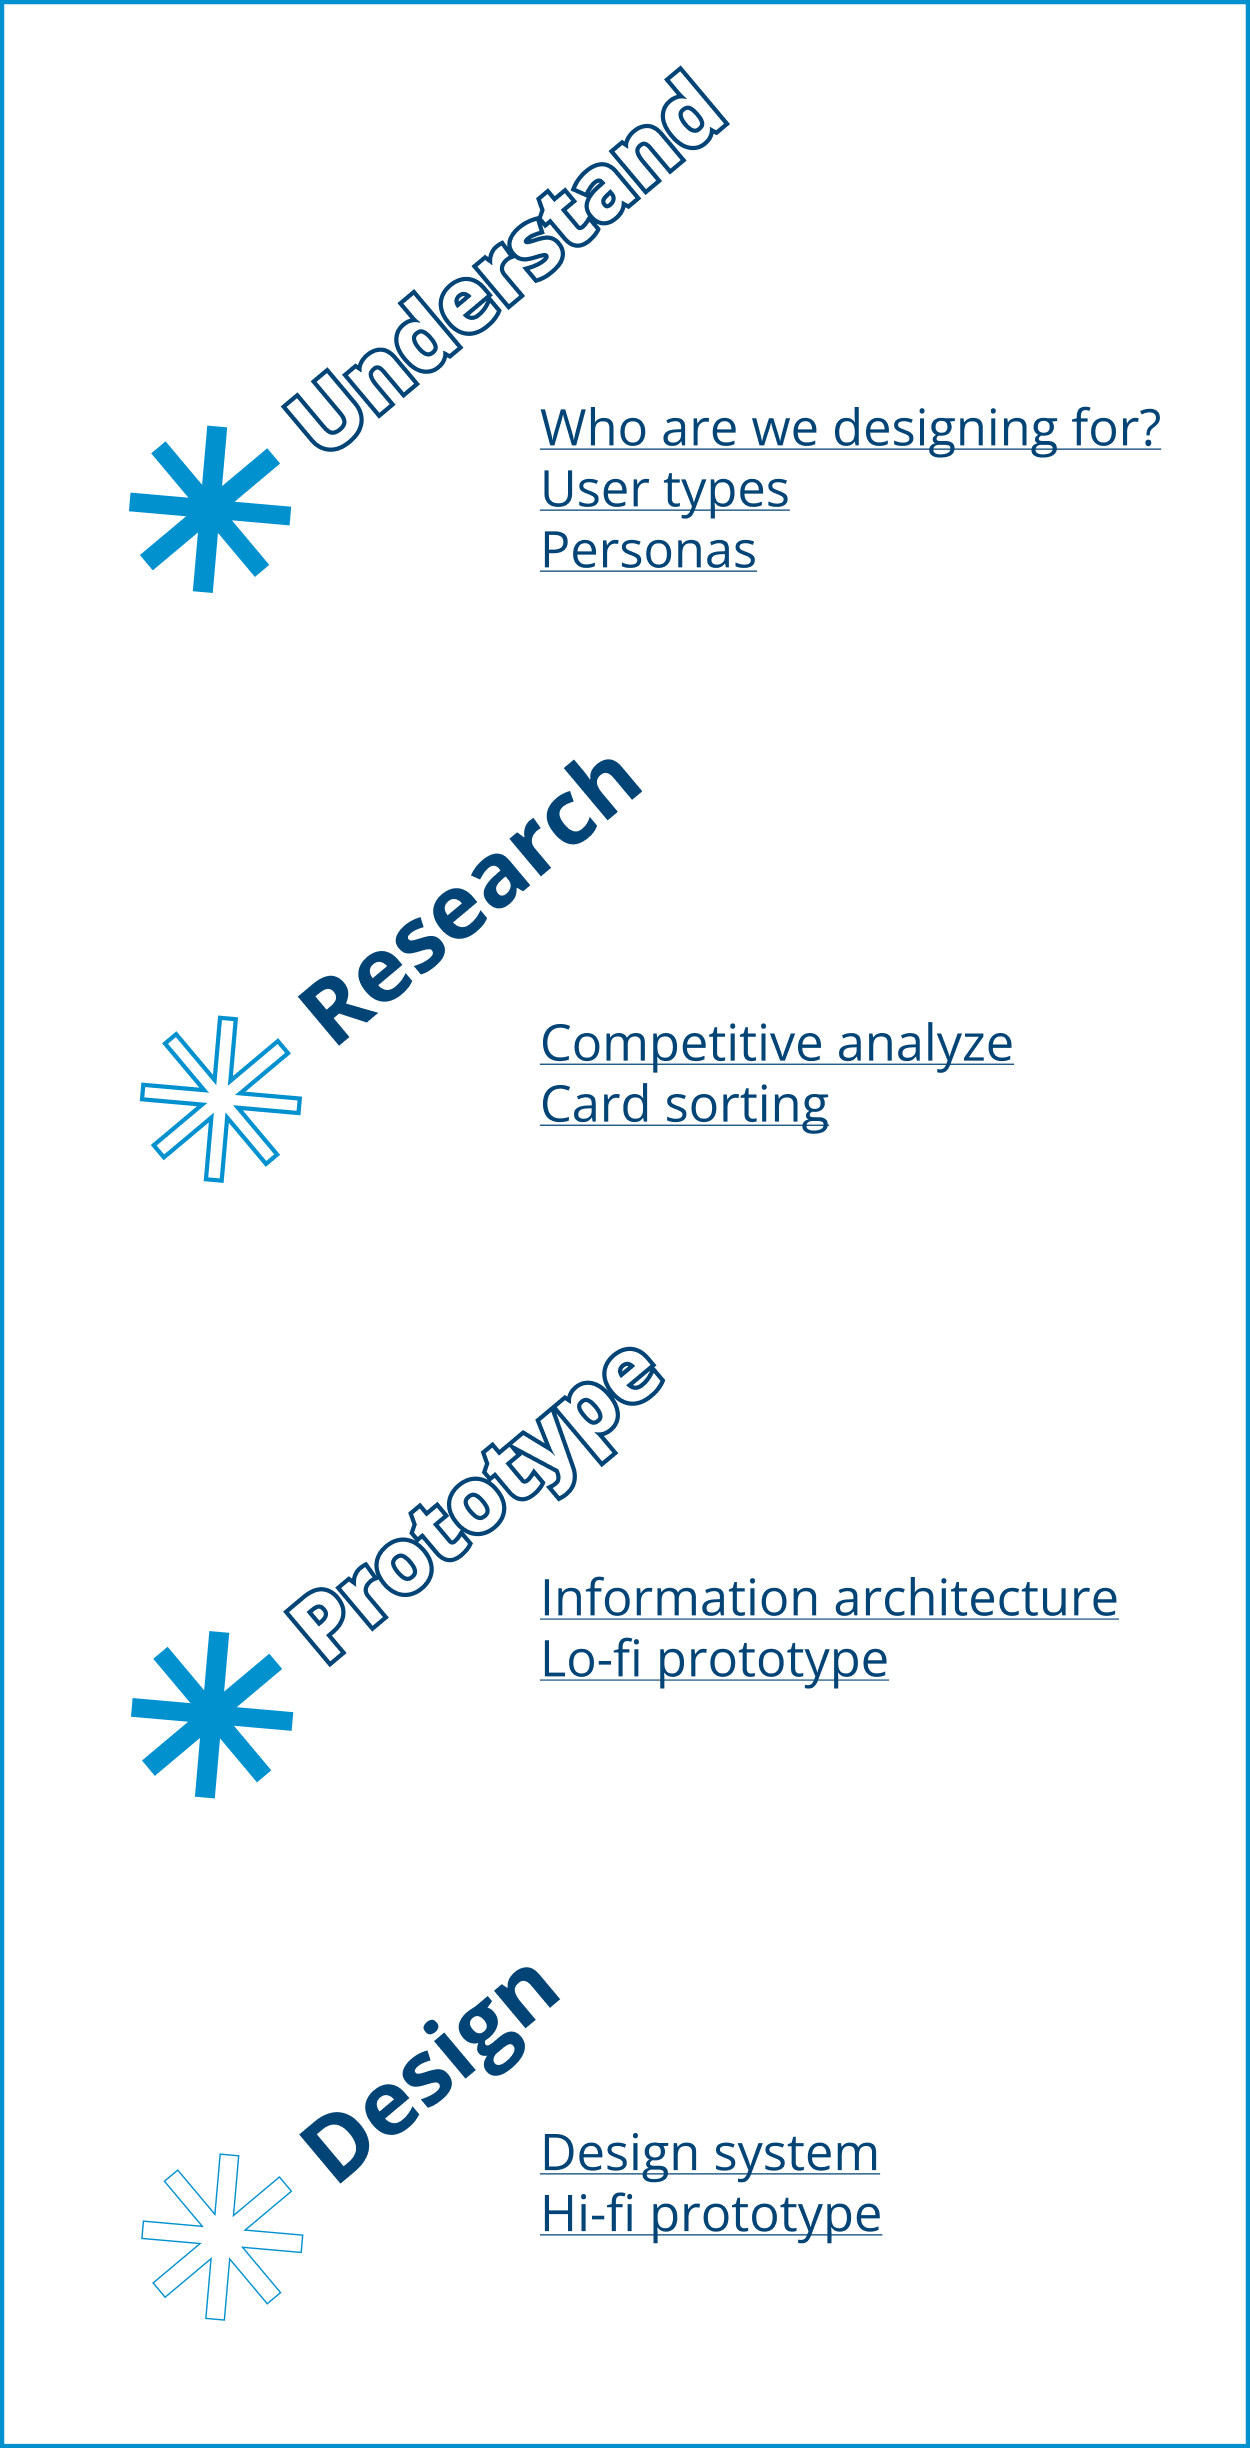 Understand
Who are we designing for?
User types
Personas
Research
Competitive analyze
Card sorting
Prototype
Information architecture
Lo-fi prototype
Design
Design system
Hi-fi prototype